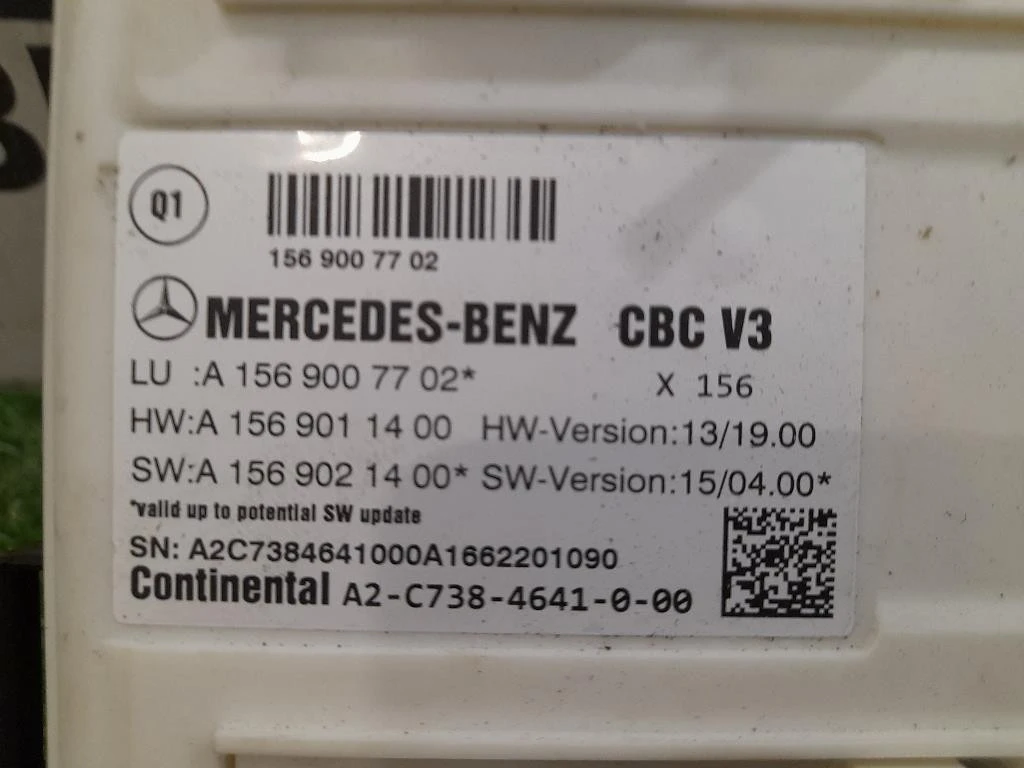 Q1
156 900 77 02
MERCEDES-BENZ CBC V3
LU :A 156 900 77 02* X 156
HW:A 156 901 14 00 HW-Version:13/19.00
SW:A 156 902 14 00* SW-Version:15/04.00*
*valid up to potential SW update
SN: A2C7384641000A1662201090
Continental A2-C738-4641-0-00